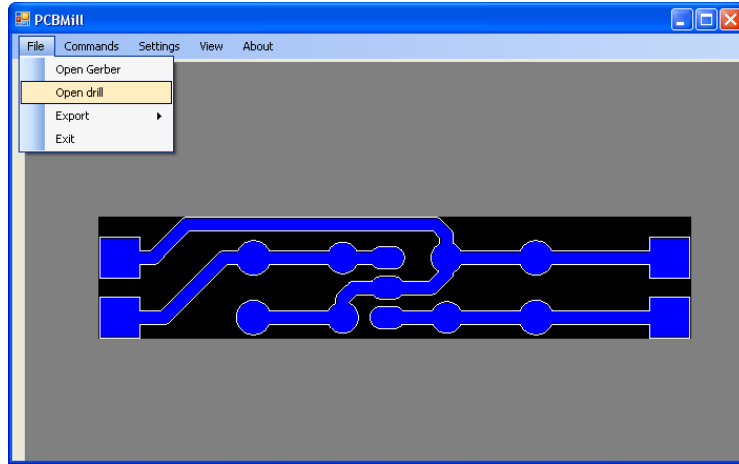 PCBMill
File Commands Settings View About
Open Gerber
Open drill
Export
Exit